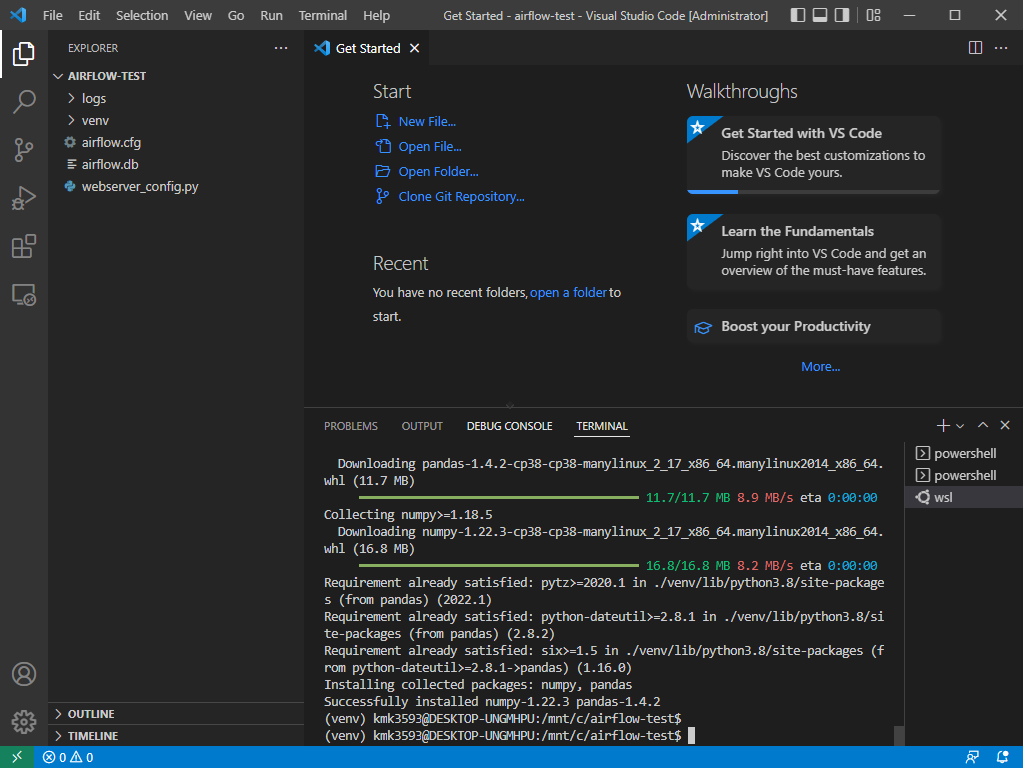 File Edit Selection View Go Run Terminal Help Get Started - airflow-test - Visual Studio Code [Administrator]
EXPLORER
AIRFLOW-TEST
logs
venv
airflow.cfg
airflow.db
webserver_config.py
OUTLINE
TIMELINE
Get Started
Start
New File...
Open File...
Open Folder...
Clone Git Repository...
Recent
You have no recent folders, open a folder to
start.
Walkthroughs
Get Started with VS Code
Discover the best customizations to
make VS Code yours.
Learn the Fundamentals
Jump right into VS Code and get an
overview of the must-have features.
Boost your Productivity
More...
PROBLEMS OUTPUT DEBUG CONSOLE TERMINAL
Downloading pandas-1.4.2-cp38-cp38-manylinux_2_17_x86_64.manylinux2014_x86_64.
whl (11.7 MB)
11.7/11.7 MB 8.9 MB/s eta 0:00:00
Collecting numpy>=1.18.5
Downloading numpy-1.22.3-cp38-cp38-manylinux_2_17_x86_64.manylinux2014_x86_64.
whl (16.8 MB)
16.8/16.8 MB 8.2 MB/s eta 0:00:00
Requirement already satisfied: pytz>=2020.1 in ./venv/lib/python3.8/site-package
s (from pandas) (2022.1)
Requirement already satisfied: python-dateutil>=2.8.1 in ./venv/lib/python3.8/si
te-packages (from pandas) (2.8.2)
Requirement already satisfied: six>=1.5 in ./venv/lib/python3.8/site-packages (f
rom python-dateutil>=2.8.1->pandas) (1.16.0)
Installing collected packages: numpy, pandas
Successfully installed numpy-1.22.3 pandas-1.4.2
(venv) kmk3593@DESKTOP-UNGMHPU:/mnt/c/airflow-test$
(venv) kmk3593@DESKTOP-UNGMHPU:/mnt/c/airflow-test$
powershell
powershell
wsl
0 0